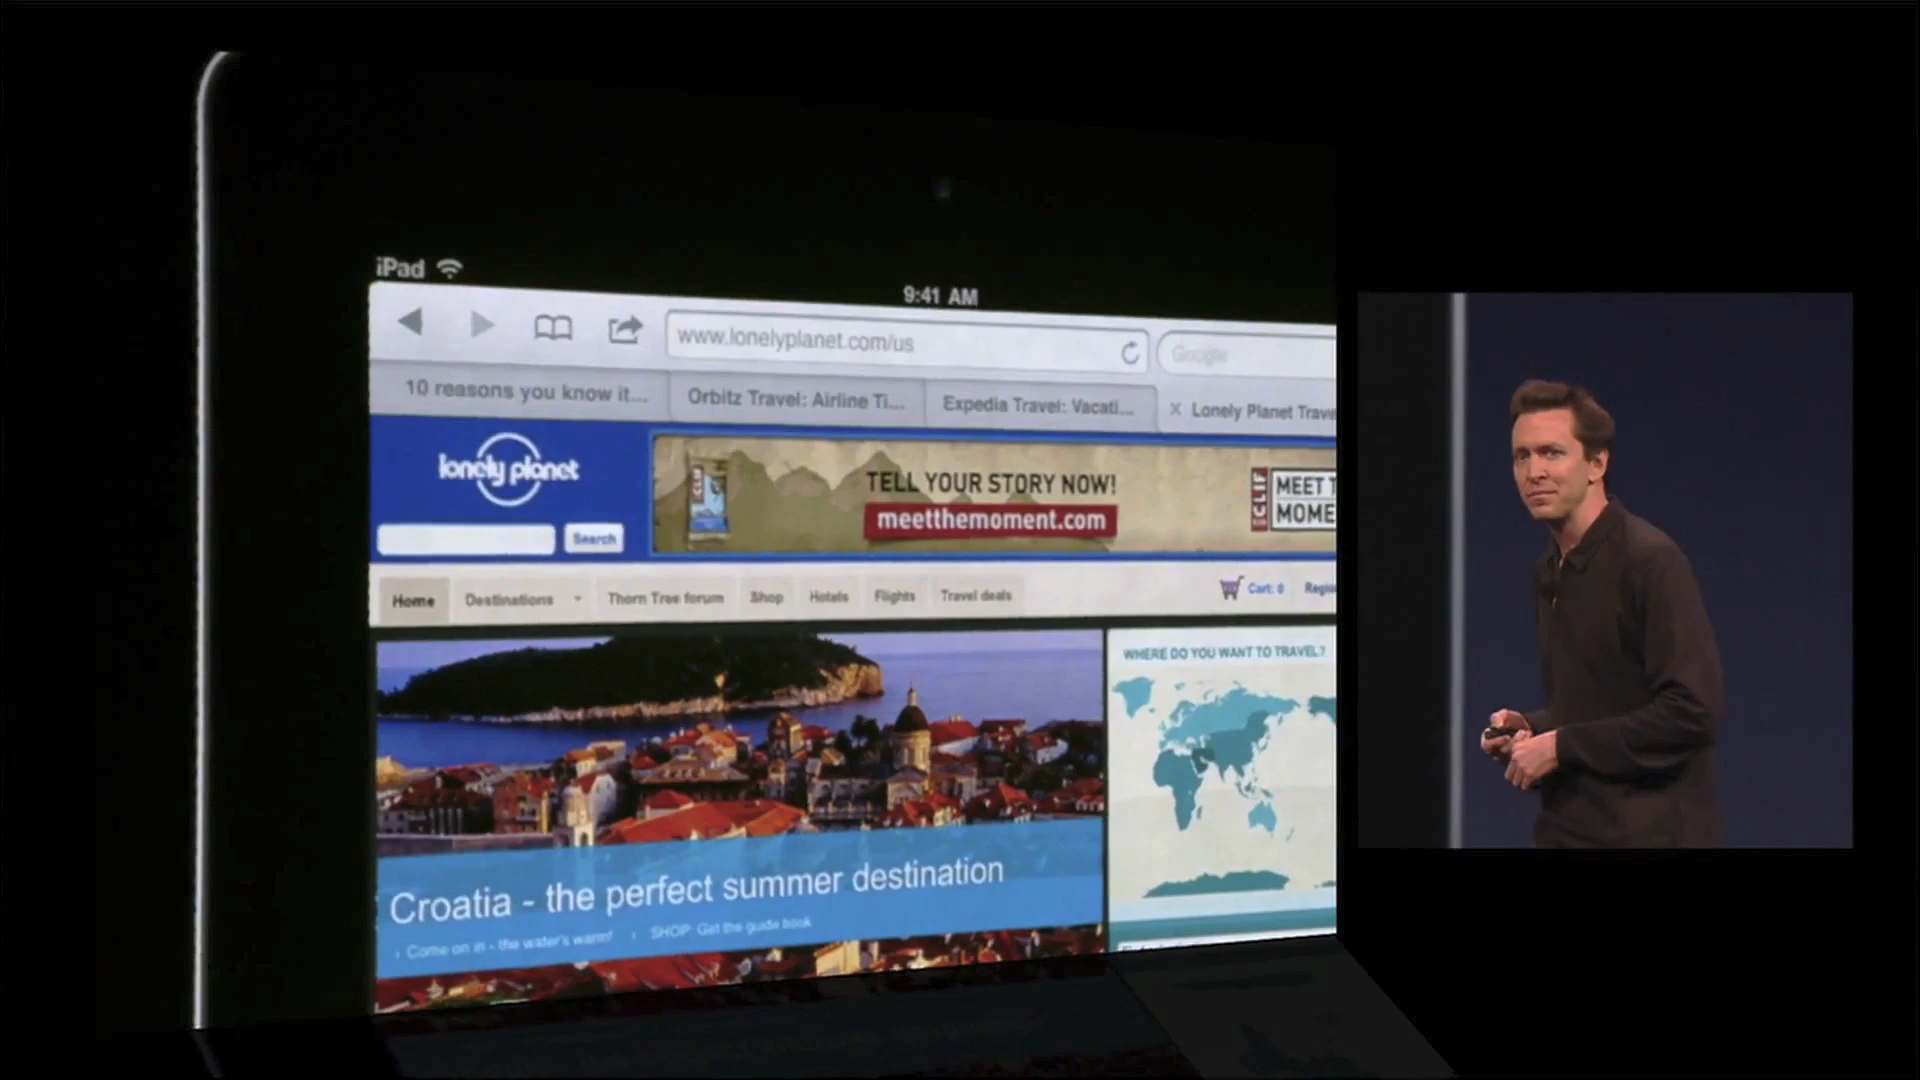 iPad
9:41 AM
www.lonelyplanet.com/us
Google
10 reasons you know it...
Orbitz Travel: Airline Ti...
Expedia Travel: Vacati...
X Lonely Planet Trave
lonely planet
Search
CLIF
TELL YOUR STORY NOW!
meetthemoment.com
CLIF
BAR
MEET T
MOME
Home
Destinations
Thorn Tree forum
Shop
Hotels
Flights
Travel deals
Cart: 0
Regis
WHERE DO YOU WANT TO TRAVEL?
Croatia - the perfect summer destination
Come on in - the water's warm!
SHOP: Get the guide book